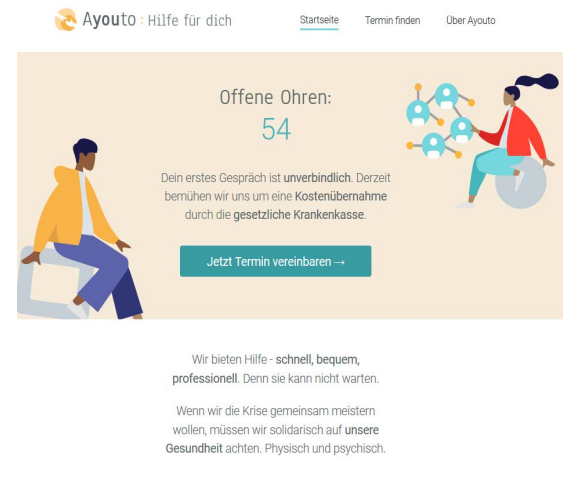 Ayouto : Hilfe für dich
Startseite Termin finden Über Ayouto
Offene Ohren:
54
Dein erstes Gespräch ist unverbindlich. Derzeit
bemühen wir uns um eine Kostenübernahme
durch die gesetzliche Krankenkasse.
Jetzt Termin vereinbaren →
Wir bieten Hilfe - schnell, bequem,
professionell. Denn sie kann nicht warten.
Wenn wir die Krise gemeinsam meistern
wollen, müssen wir solidarisch auf unsere
Gesundheit achten. Physisch und psychisch.